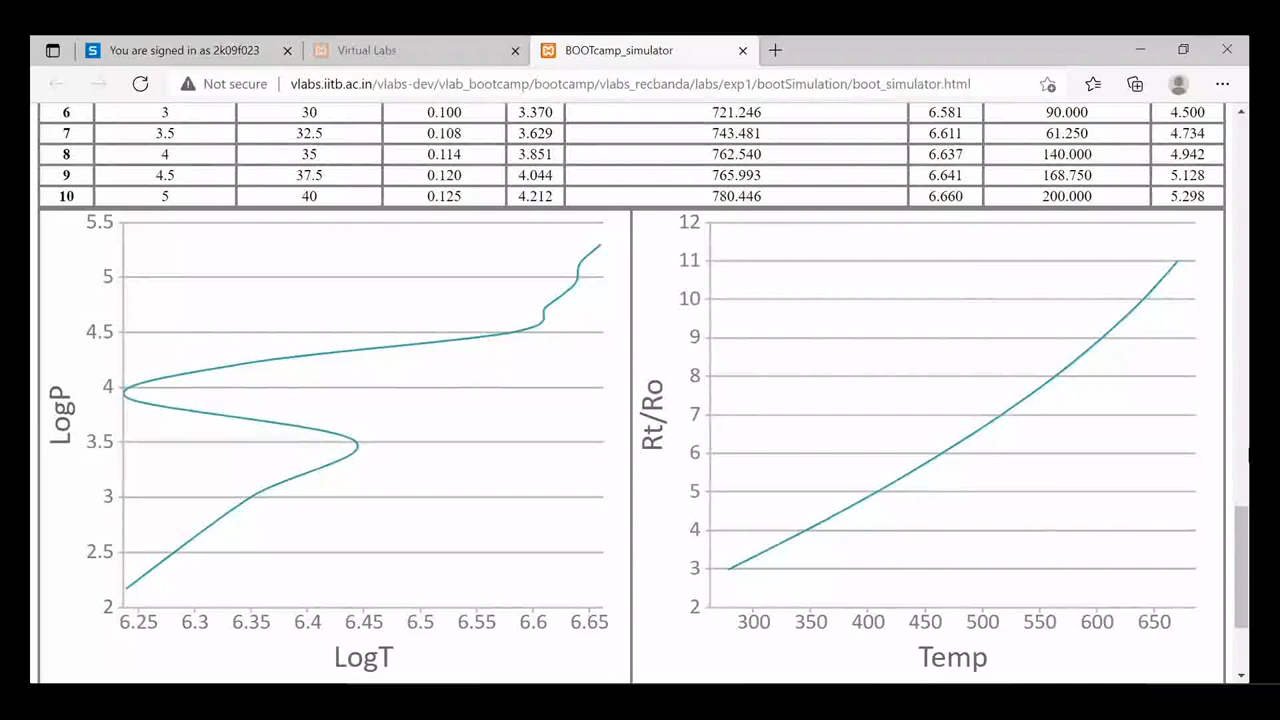 You are signed in as 2k09f023
Virtual Labs
BOOTcamp_simulator
Not secure
vlabs.iitb.ac.in/vlabs-dev/vlab_bootcamp/bootcamp/vlabs_recbanda/labs/exp1/bootSimulation/boot_simulator.html
6 3 30 0.100 3.370 721.246 6.581 90.000 4.500
7 3.5 32.5 0.108 3.629 743.481 6.611 61.250 4.734
8 4 35 0.114 3.851 762.540 6.637 140.000 4.942
9 4.5 37.5 0.120 4.044 765.993 6.641 168.750 5.128
10 5 40 0.125 4.212 780.446 6.660 200.000 5.298
5.5
5
4.5
4
3.5
3
2.5
2
LogP
6.25 6.3 6.35 6.4 6.45 6.5 6.55 6.6 6.65
LogT
12
11
10
9
8
7
6
5
4
3
2
Rt/Ro
300 350 400 450 500 550 600 650
Temp